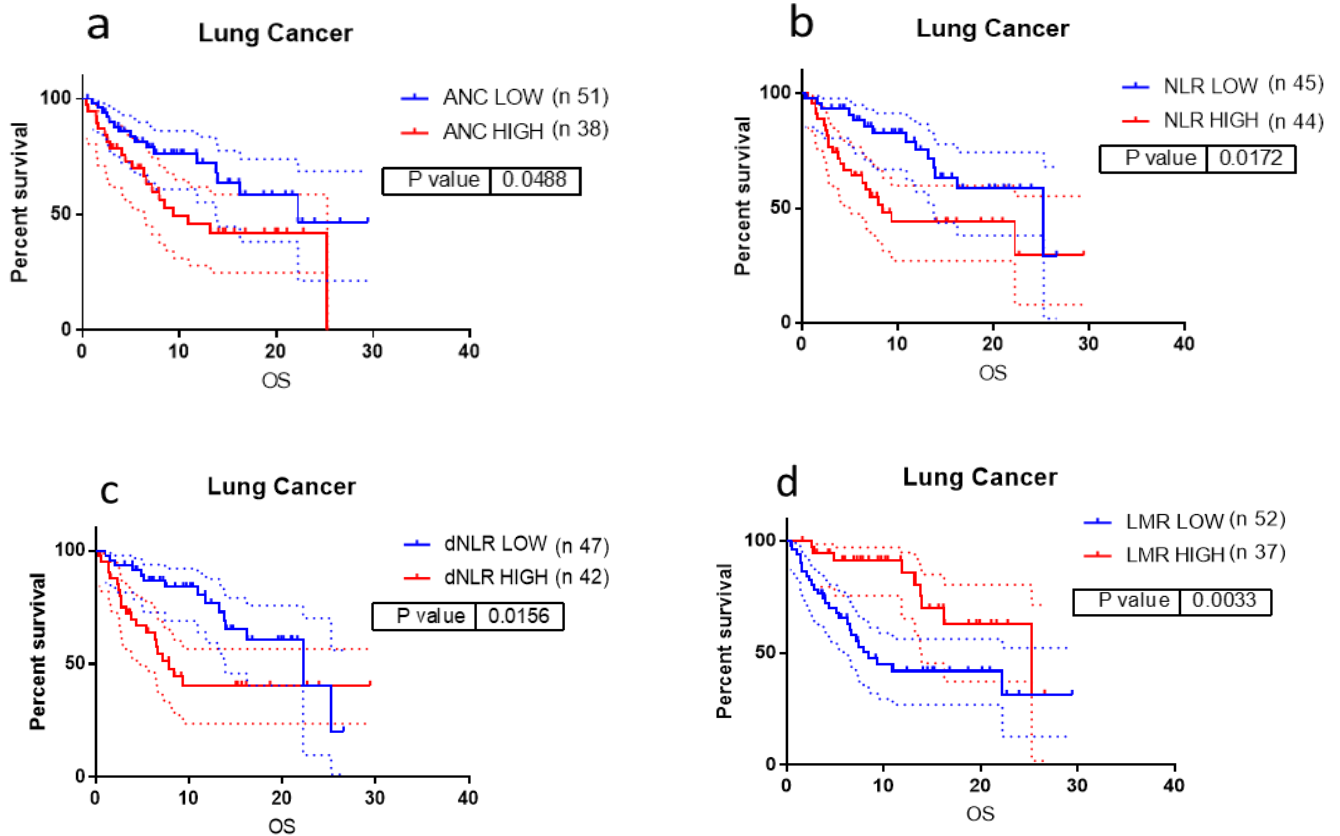 a
Lung Cancer
ANC LOW (n 51)
ANC HIGH (n 38)
P value 0.0488
Percent survival
100
50
0
0 10 20 30 40
OS
b
Lung Cancer
NLR LOW (n 45)
NLR HIGH (n 44)
P value 0.0172
Percent survival
100
50
0
0 10 20 30 40
OS
c
Lung Cancer
dNLR LOW (n 47)
dNLR HIGH (n 42)
P value 0.0156
Percent survival
100
50
0
0 10 20 30 40
OS
d
Lung Cancer
LMR LOW (n 52)
LMR HIGH (n 37)
P value 0.0033
Percent survival
100
50
0
0 10 20 30 40
OS